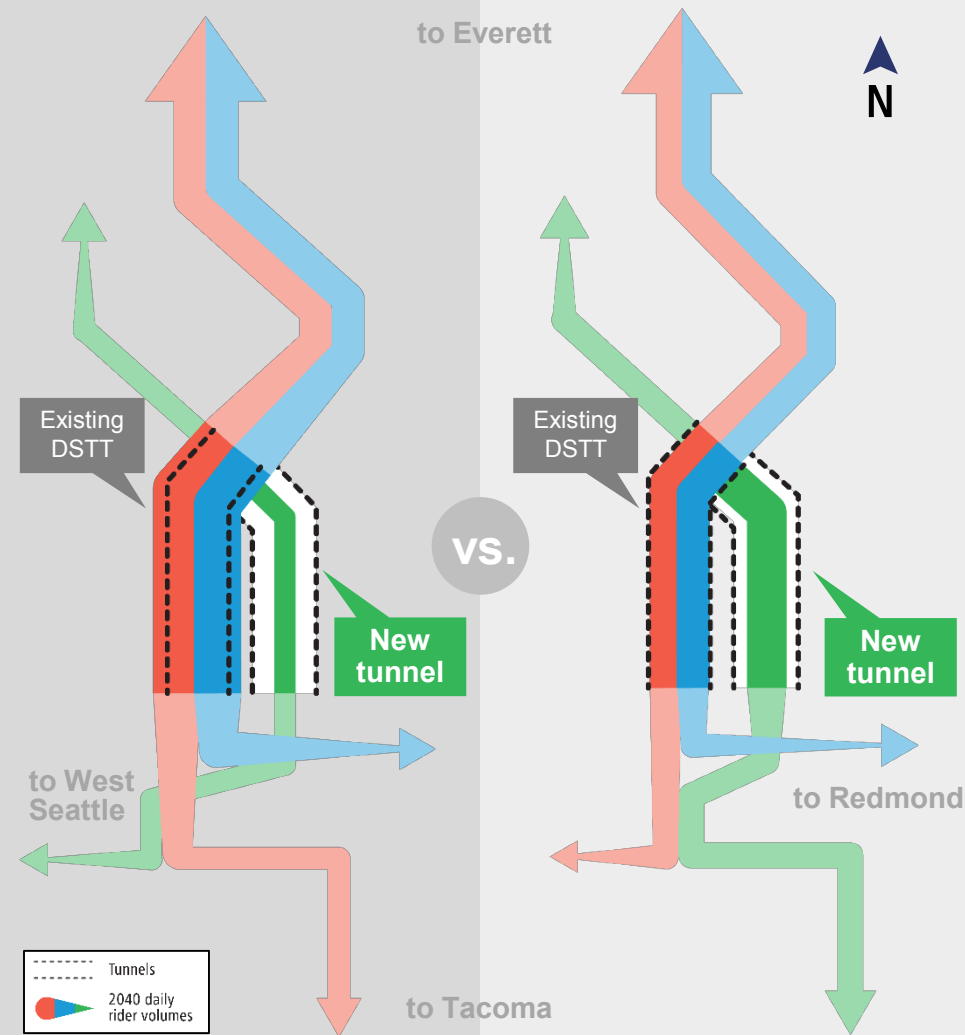 to Everett
N
Existing
DSTT
Existing
DSTT
vs.
New
tunnel
New
tunnel
to West
Seattle
to Redmond
to Tacoma
Tunnels
2040 daily
rider volumes